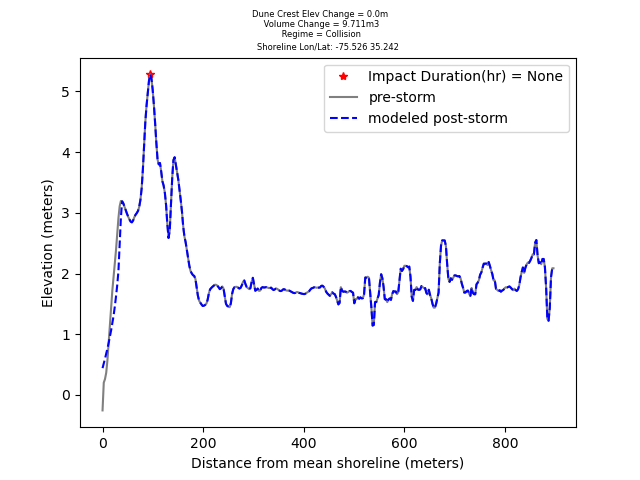 Dune Crest Elev Change = 0.0m
Volume Change = 9.711m3
Regime = Collision
Shoreline Lon/Lat: -75.526 35.242
Impact Duration(hr) = None
pre-storm
modeled post-storm
Elevation (meters)
5
4
3
2
1
0
0 200 400 600 800
Distance from mean shoreline (meters)